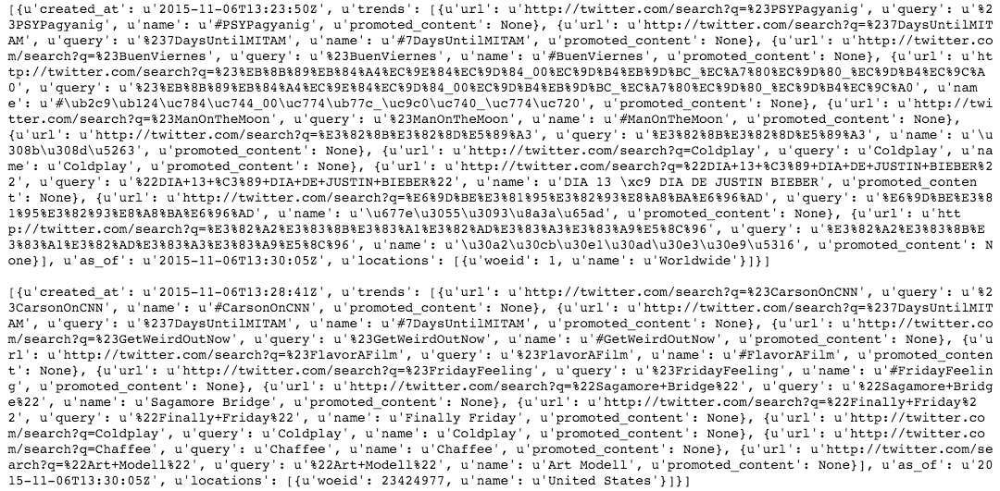 [{u'created_at': u'2015-11-06T13:23:50Z', u'trends': [{u'url': u'http://twitter.com/search?q=%23PSYPagyanig', u'query': u'%2
3PSYPagyanig', u'name': u'#PSYPagyanig', u'promoted_content': None}, {u'url': u'http://twitter.com/search?q=%237DaysUntilMIT
AM', u'query': u'%237DaysUntilMITAM', u'name': u'#7DaysUntilMITAM', u'promoted_content': None}, {u'url': u'http://twitter.co
m/search?q=%23BuenViernes', u'query': u'%23BuenViernes', u'name': u'#BuenViernes', u'promoted_content': None}, {u'url': u'ht
tp://twitter.com/search?q=%23%EB%8B%89%EB%84%A4%EC%9E%84%EC%9D%84_00%EC%9D%B4%EB%9D%BC_%EC%A7%80%EC%9D%80_%EC%9D%B4%EC%9C%A
0', u'query': u'%23%EB%8B%89%EB%84%A4%EC%9E%84%EC%9D%84_00%EC%9D%B4%EB%9D%BC_%EC%A7%80%EC%9D%80_%EC%9D%B4%EC%9C%A0', u'nam
e': u'#\ub2c9\ub124\uc784\uc744_00\uc774\ub77c_\uc9c0\uc740_\uc774\uc720', u'promoted_content': None}, {u'url': u'http://twi
tter.com/search?q=%23ManOnTheMoon', u'query': u'%23ManOnTheMoon', u'name': u'#ManOnTheMoon', u'promoted_content': None},
{u'url': u'http://twitter.com/search?q=%E3%82%8B%E3%82%8D%E5%89%A3', u'query': u'%E3%82%8B%E3%82%8D%E5%89%A3', u'name': u'\u
308b\u308d\u5263', u'promoted_content': None}, {u'url': u'http://twitter.com/search?q=Coldplay', u'query': u'Coldplay', u'na
me': u'Coldplay', u'promoted_content': None}, {u'url': u'http://twitter.com/search?q=%22DIA+13+%C3%89+DIA+DE+JUSTIN+BIEBER%2
2', u'query': u'%22DIA+13+%C3%89+DIA+DE+JUSTIN+BIEBER%22', u'name': u'DIA 13 \xc9 DIA DE JUSTIN BIEBER', u'promoted_conten
t': None}, {u'url': u'http://twitter.com/search?q=%E6%9D%BE%E3%81%95%E3%82%93%E8%A8%BA%E6%96%AD', u'query': u'%E6%9D%BE%E3%8
1%95%E3%82%93%E8%A8%BA%E6%96%AD', u'name': u'\u677e\u3055\u3093\u8a3a\u65ad', u'promoted_content': None}, {u'url': u'htt
p://twitter.com/search?q=%E3%82%A2%E3%83%8B%E3%83%A1%E3%82%AD%E3%83%A3%E3%83%A9%E5%8C%96', u'query': u'%E3%82%A2%E3%83%8B%E
3%83%A1%E3%82%AD%E3%83%A3%E3%83%A9%E5%8C%96', u'name': u'\u30a2\u30cb\u30e1\u30ad\u30e3\u30e9\u5316', u'promoted_content': N
one}], u'as_of': u'2015-11-06T13:30:05Z', u'locations': [{u'woeid': 1, u'name': u'Worldwide'}]}]
[{u'created_at': u'2015-11-06T13:28:41Z', u'trends': [{u'url': u'http://twitter.com/search?q=%23CarsonOnCNN', u'query': u'%2
3CarsonOnCNN', u'name': u'#CarsonOnCNN', u'promoted_content': None}, {u'url': u'http://twitter.com/search?q=%237DaysUntilMIT
AM', u'query': u'%237DaysUntilMITAM', u'name': u'#7DaysUntilMITAM', u'promoted_content': None}, {u'url': u'http://twitter.co
m/search?q=%23GetWeirdOutNow', u'query': u'%23GetWeirdOutNow', u'name': u'#GetWeirdOutNow', u'promoted_content': None}, {u'u
rl': u'http://twitter.com/search?q=%23FlavorAFilm', u'query': u'%23FlavorAFilm', u'name': u'#FlavorAFilm', u'promoted_conten
t': None}, {u'url': u'http://twitter.com/search?q=%23FridayFeeling', u'query': u'%23FridayFeeling', u'name': u'#FridayFeelin
g', u'promoted_content': None}, {u'url': u'http://twitter.com/search?q=%22Sagamore+Bridge%22', u'query': u'%22Sagamore+Bridg
e%22', u'name': u'Sagamore Bridge', u'promoted_content': None}, {u'url': u'http://twitter.com/search?q=%22Finally+Friday%2
2', u'query': u'%22Finally+Friday%22', u'name': u'Finally Friday', u'promoted_content': None}, {u'url': u'http://twitter.co
m/search?q=Coldplay', u'query': u'Coldplay', u'name': u'Coldplay', u'promoted_content': None}, {u'url': u'http://twitter.co
m/search?q=Chaffee', u'query': u'Chaffee', u'name': u'Chaffee', u'promoted_content': None}, {u'url': u'http://twitter.com/se
arch?q=%22Art+Modell%22', u'query': u'%22Art+Modell%22', u'name': u'Art Modell', u'promoted_content': None}], u'as_of': u'20
15-11-06T13:30:05Z', u'locations': [{u'woeid': 23424977, u'name': u'United States'}]}]